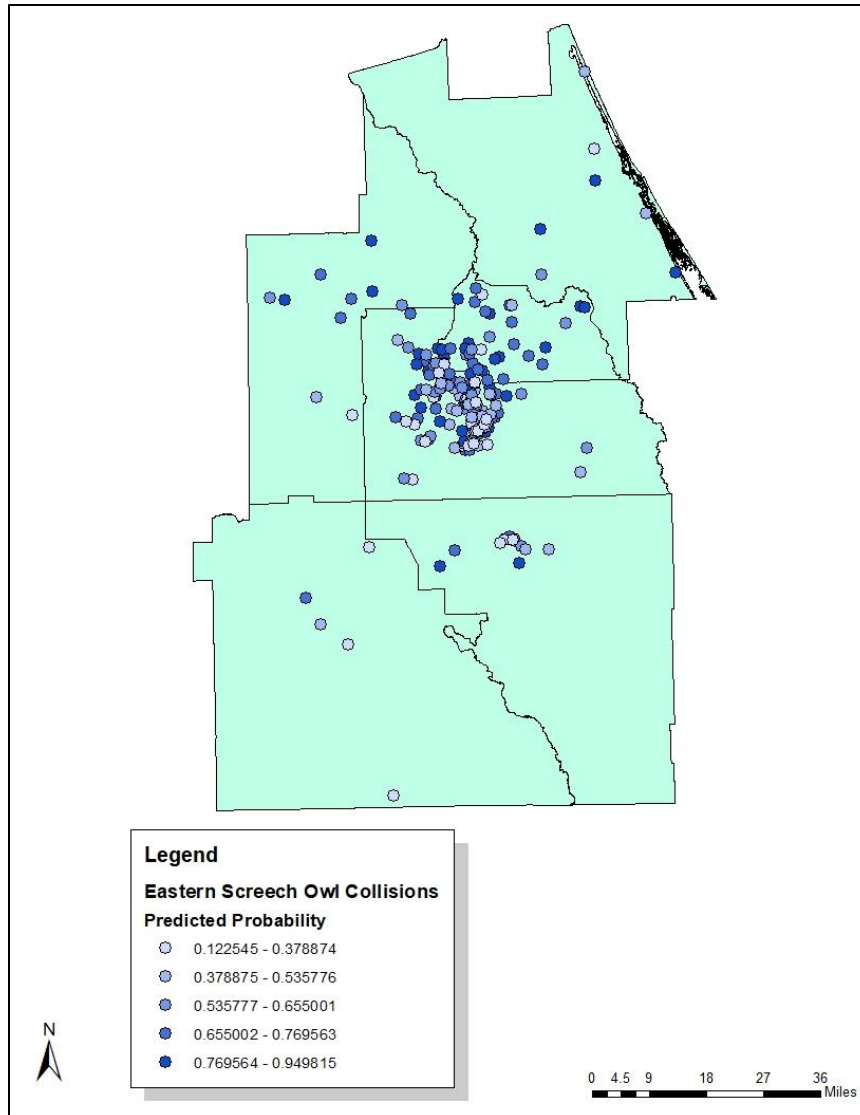 Legend
Eastern Screech Owl Collisions
Predicted Probability
0.122545 - 0.378874
0.378875 - 0.535776
0.535777 - 0.655001
0.655002 - 0.769563
0.769564 - 0.949815
N
0 4.5 9 18 27 36
Miles